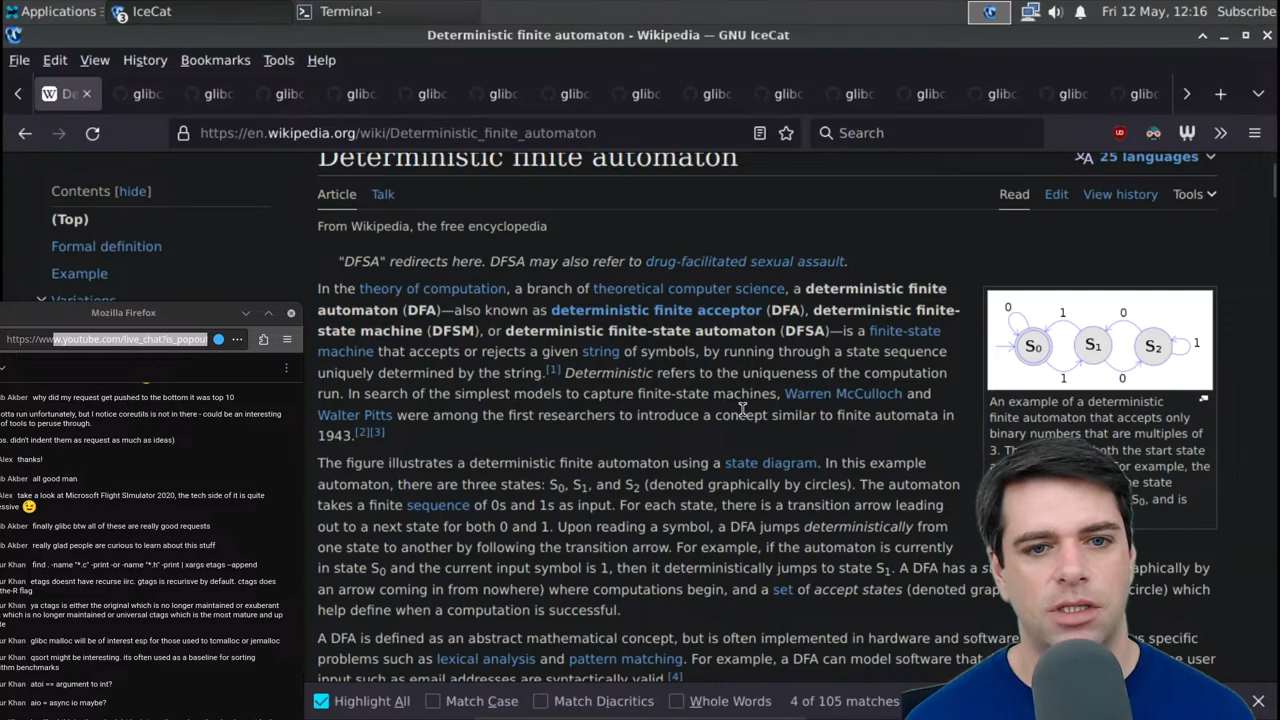 Applications
3
IceCat
Terminal -
Fri 12 May, 12:16 Subscribe
Deterministic finite automaton - Wikipedia — GNU IceCat
File Edit View History Bookmarks Tools Help
W De glibc glibc glibc glibc glibc glibc glibc glibc glibc glibc glibc glibc glibc glibc glibc
https://en.wikipedia.org/wiki/Deterministic_finite_automaton
Search
Contents [hide]
(Top)
Formal definition
Example
Variations
Deterministic finite automaton
25 languages
Article Talk
Read Edit View history Tools
From Wikipedia, the free encyclopedia
"DFSA" redirects here. DFSA may also refer to drug-facilitated sexual assault.
In the theory of computation, a branch of theoretical computer science, a deterministic finite
automaton (DFA)—also known as deterministic finite acceptor (DFA), deterministic finite-
state machine (DFSM), or deterministic finite-state automaton (DFSA)—is a finite-state
machine that accepts or rejects a given string of symbols, by running through a state sequence
uniquely determined by the string.[1] Deterministic refers to the uniqueness of the computation
run. In search of the simplest models to capture finite-state machines, Warren McCulloch and
Walter Pitts were among the first researchers to introduce a concept similar to finite automata in
1943.[2][3]
The figure illustrates a deterministic finite automaton using a state diagram. In this example
automaton, there are three states: S0, S1, and S2 (denoted graphically by circles). The automaton
takes a finite sequence of 0s and 1s as input. For each state, there is a transition arrow leading
out to a next state for both 0 and 1. Upon reading a symbol, a DFA jumps deterministically from
one state to another by following the transition arrow. For example, if the automaton is currently
in state S0 and the current input symbol is 1, then it deterministically jumps to state S1. A DFA has a
graphically by
an arrow coming in from nowhere) where computations begin, and a set of accept states (denoted
circle) which
help define when a computation is successful.
A DFA is defined as an abstract mathematical concept, but is often implemented in hardware and software
specific
problems such as lexical analysis and pattern matching. For example, a DFA can model software that
user
input such as email addresses are syntactically valid.[4]
0 1 0
S0 S1 S2 1
1 0
An example of a deterministic
finite automaton that accepts only
binary numbers that are multiples of
3. both the start state
example, the
state
S0, and is
Mozilla Firefox
https://www.youtube.com/live_chat?is_popou
Akber why did my request get pushed to the bottom it was top 10
otta run unfortunately, but I notice coreutils is not in there - could be an interesting
of tools to peruse through.
didn't indent them as request as much as ideas)
Alex thanks!
Akber all good man
Alex take a look at Microsoft Flight SImulator 2020, the tech side of it is quite
Akber finally glibc btw all of these are really good requests
Akber really glad people are curious to learn about this stuff
Khan find . -name "*.c" -print -or -name "*.h" -print | xargs etags --append
Khan etags doesnt have recurse iirc. gtags is recurisve by default. ctags does
the-R flag
Khan ya ctags is either the original which is no longer maintained or exuberant
which is no longer maintained or universal ctags which is the most mature and up
Khan glibc malloc will be of interest esp for those used to tcmalloc or jemalloc
Khan qsort might be interesting. its often used as a baseline for sorting
benchmarks
Khan atoi == argument to int?
Khan aio = async io maybe?
Highlight All Match Case Match Diacritics Whole Words 4 of 105 matches